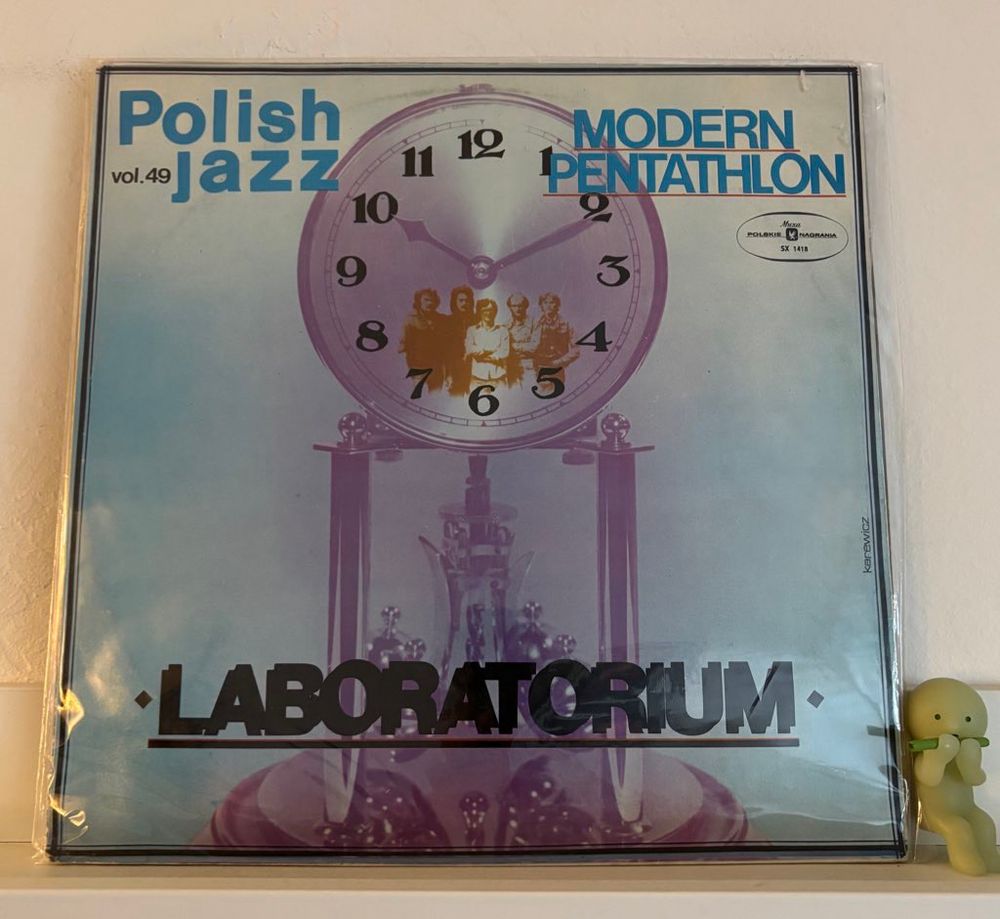 Polish
vol.49 jazz
MODERN
PENTATHLON
Muza
POLSKIE NAGRANIA
SX 1418
12
11
1
10
2
9
3
8
4
7
5
6
karewicz
LABORATORIUM